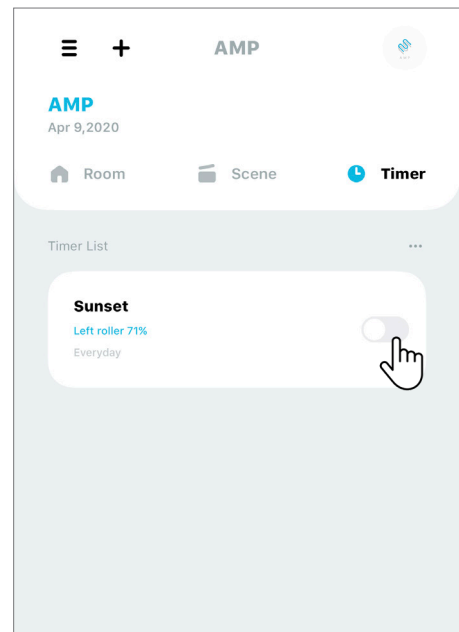 AMP
AMP
Apr 9,2020
Room Scene Timer
Timer List
Sunset
Left roller 71%
Everyday